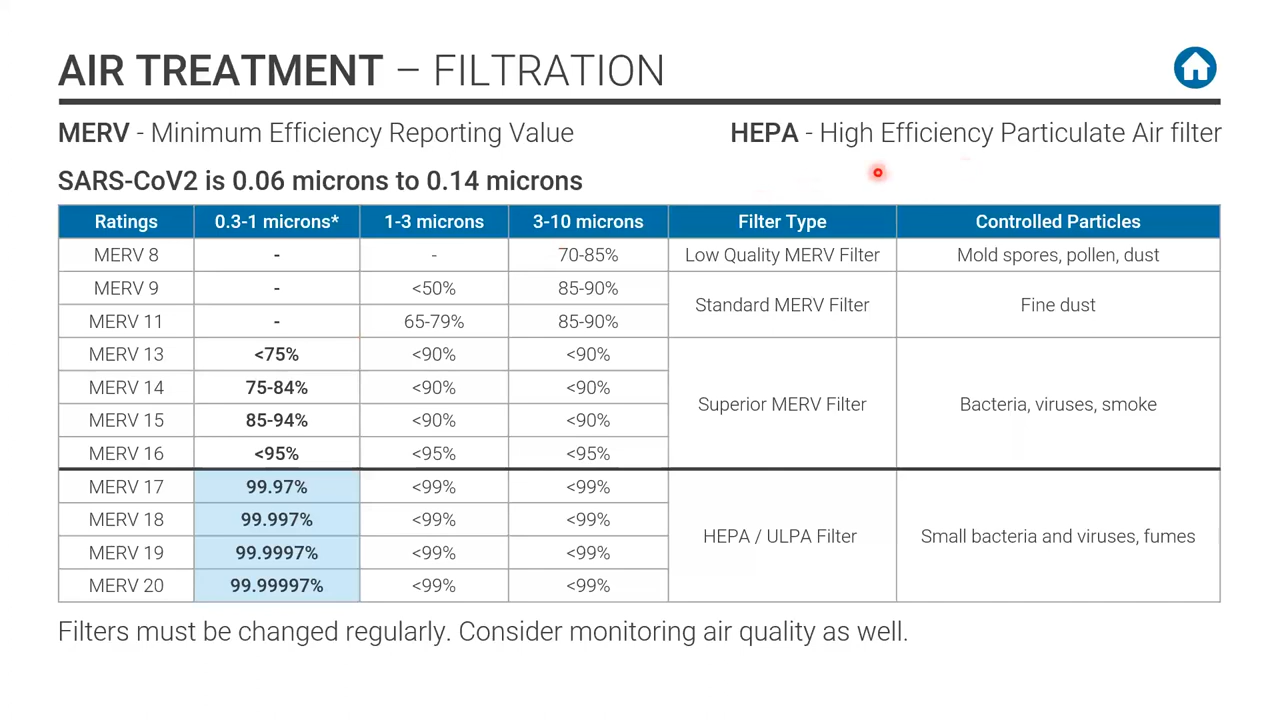 AIR TREATMENT – FILTRATION
MERV - Minimum Efficiency Reporting Value
HEPA - High Efficiency Particulate Air filter
SARS-CoV2 is 0.06 microns to 0.14 microns
Ratings 0.3-1 microns* 1-3 microns 3-10 microns Filter Type Controlled Particles
MERV 8 - - 70-85% Low Quality MERV Filter Mold spores, pollen, dust
MERV 9 - <50% 85-90%
Standard MERV Filter Fine dust
MERV 11 - 65-79% 85-90%
MERV 13 <75% <90% <90%
MERV 14 75-84% <90% <90%
Superior MERV Filter Bacteria, viruses, smoke
MERV 15 85-94% <90% <90%
MERV 16 <95% <95% <95%
MERV 17 99.97% <99% <99%
MERV 18 99.997% <99% <99%
HEPA / ULPA Filter Small bacteria and viruses, fumes
MERV 19 99.9997% <99% <99%
MERV 20 99.99997% <99% <99%
Filters must be changed regularly. Consider monitoring air quality as well.